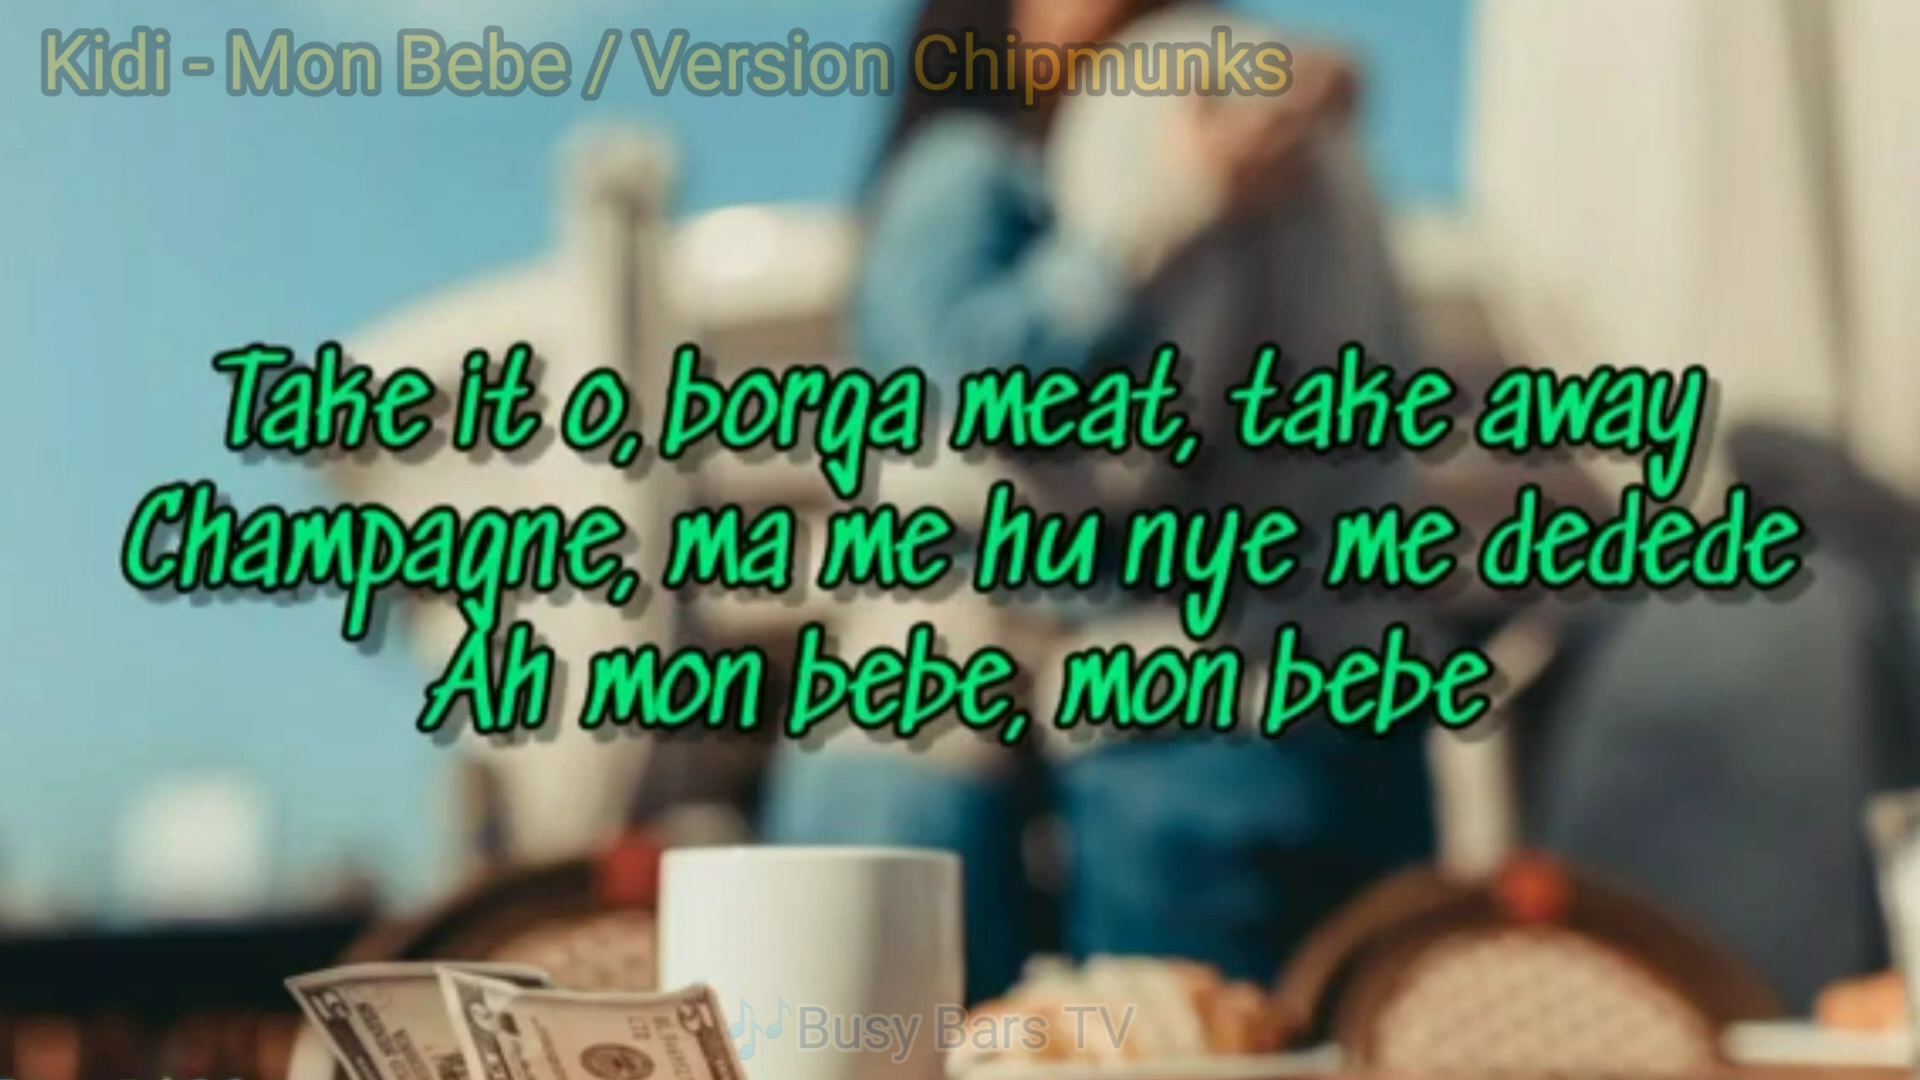 Kidi - Mon Bebe / Version Chipmunks
Take it o, borga meat, take away
Champagne, ma me hu nye me dedede
Ah mon bebe, mon bebe
🎶Busy Bars TV